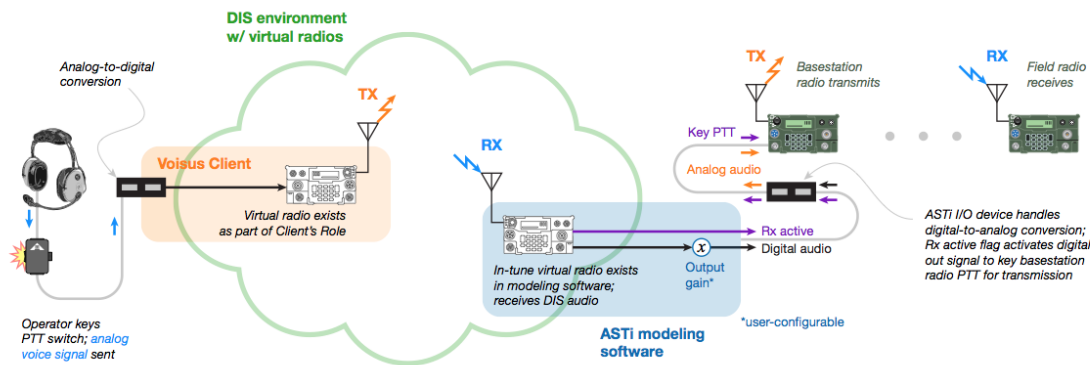 DIS environment
w/ virtual radios
Analog-to-digital
conversion
TX
Voisus Client
Virtual radio exists
as part of Client's Role
Operator keys
PTT switch; analog
voice signal sent
RX
In-tune virtual radio exists
in modeling software;
receives DIS audio
Rx active
Digital audio
x
Output
gain*
ASTi modeling
software
*user-configurable
Key PTT
Analog audio
TX
Basestation
radio transmits
RX
Field radio
receives
ASTi I/O device handles
digital-to-analog conversion;
Rx active flag activates digital
out signal to key basestation
radio PTT for transmission